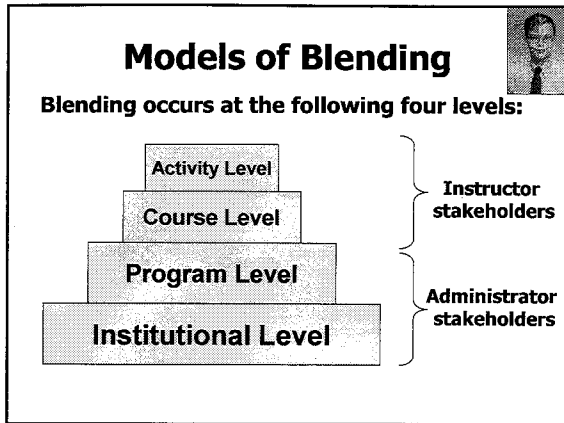 Models of Blending
Blending occurs at the following four levels:
Activity Level
Course Level
Program Level
Institutional Level
Instructor
stakeholders
Administrator
stakeholders